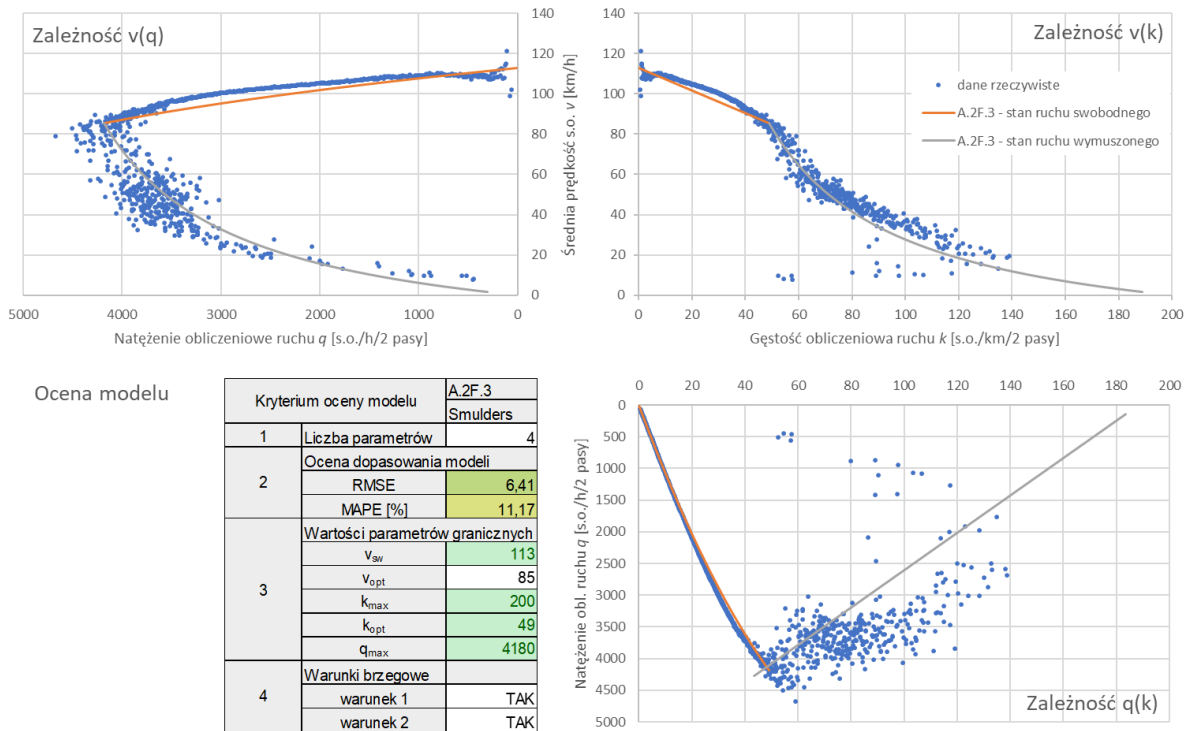 Zależność v(q)
140
120
100
80
60
40
20
0
Średnia prędkość s.o. v [km/h]
5000 4000 3000 2000 1000 0
Natężenie obliczeniowe ruchu q [s.o./h/2 pasy]
Zależność v(k)
140
120
100
80
60
40
20
0
dane rzeczywiste
A.2F.3 - stan ruchu swobodnego
A.2F.3 - stan ruchu wymuszonego
0 20 40 60 80 100 120 140 160 180 200
Gęstość obliczeniowa ruchu k [s.o./km/2 pasy]
Ocena modelu
Kryterium oceny modelu A.2F.3
Smulders
1 Liczba parametrów 4
2 Ocena dopasowania modeli
RMSE 6,41
MAPE [%] 11,17
3 Wartości parametrów granicznych
vsw 113
vopt 85
kmax 200
kopt 49
qmax 4180
4 Warunki brzegowe
warunek 1 TAK
warunek 2 TAK
0 20 40 60 80 100 120 140 160 180 200
0
500
1000
1500
2000
2500
3000
3500
4000
4500
5000
Natężenie obl. ruchu q [s.o./h/2 pasy]
Zależność q(k)